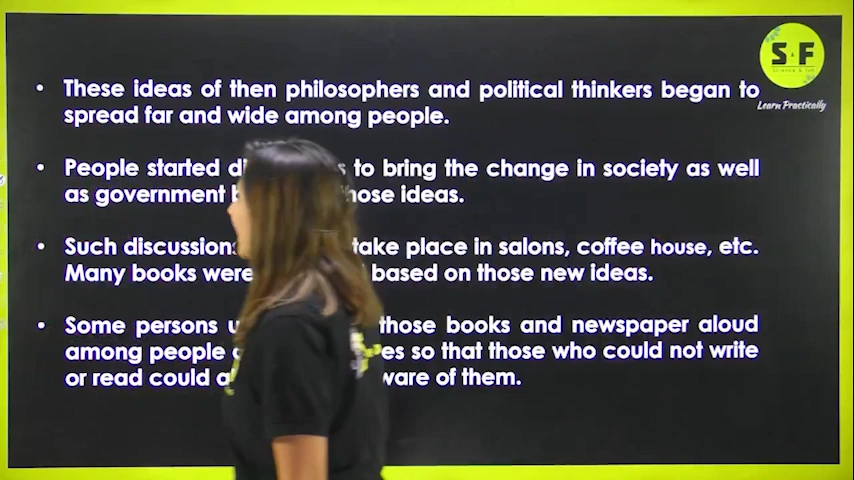 • These ideas of then philosophers and political thinkers began to
spread far and wide among people.
• People started to bring the change in society as well
as government those ideas.
• Such discussions take place in salons, coffee house, etc.
Many books were based on those new ideas.
• Some persons those books and newspaper aloud
among people so that those who could not write
or read could of them.
S&F
Science & fun
Learn Practically